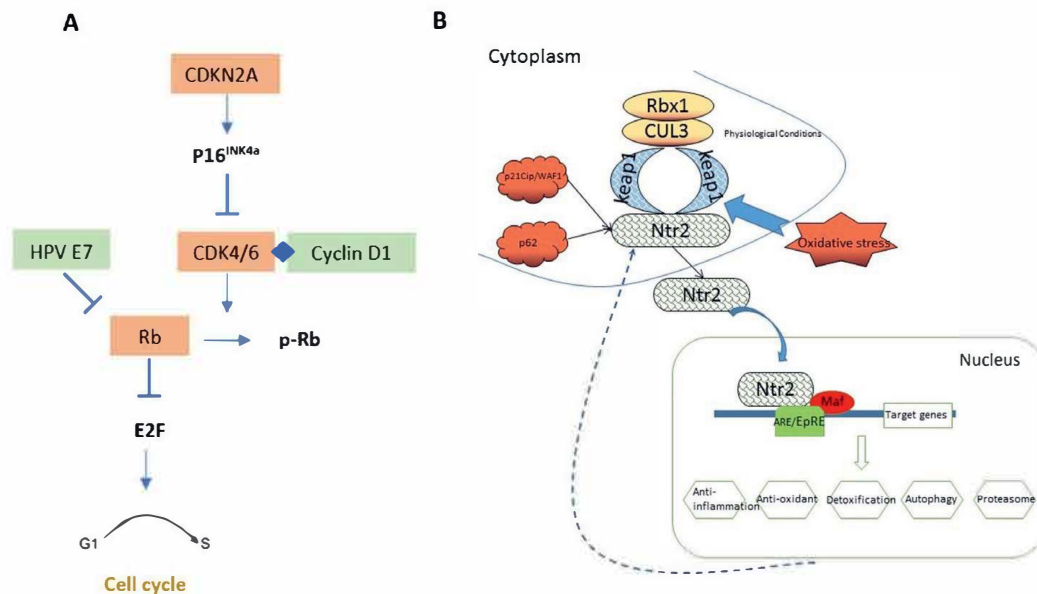 A
CDKN2A
P16INK4a
HPV E7
CDK4/6
Cyclin D1
Rb
p-Rb
E2F
G1
S
Cell cycle
B
Cytoplasm
Rbx1
CUL3
Physiological Conditions
keap1
keap1
p21Cip/WAF1
p62
Ntr2
Oxidative stress
Ntr2
Nucleus
Ntr2
Maf
ARE/EpRE
Target genes
Anti-
inflammation
Anti-oxidant
Detoxification
Autophagy
Proteasome